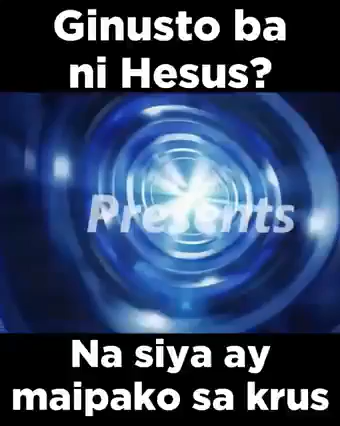 Ginusto ba
ni Hesus?
Presents
Na siya ay
maipako sa krus